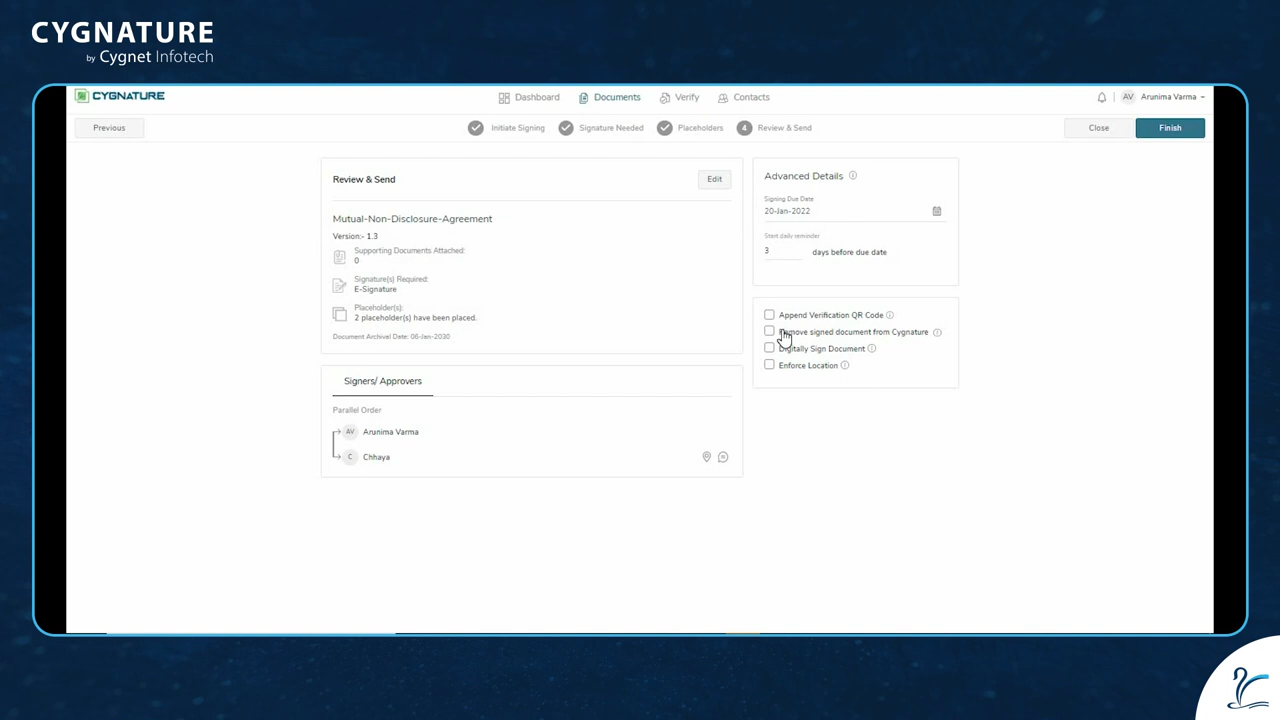 CYGNATURE
by Cygnet Infotech
CYGNATURE
Dashboard
Documents
Verify
Contacts
AV
Arunima Varma
Previous
Initiate Signing
Signature Needed
Placeholders
4
Review & Send
Close
Finish
Review & Send
Edit
Mutual-Non-Disclosure-Agreement
Version:- 1.3
Supporting Documents Attached:
0
Signature(s) Required:
E-Signature
Placeholder(s):
2 placeholder(s) have been placed.
Document Archival Date: 06-Jan-2030
Signers/ Approvers
Parallel Order
AV Arunima Varma
C Chhaya
Advanced Details
Signing Due Date
20-Jan-2022
Start daily reminder
3 days before due date
Append Verification QR Code
Remove signed document from Cygnature
Digitally Sign Document
Enforce Location